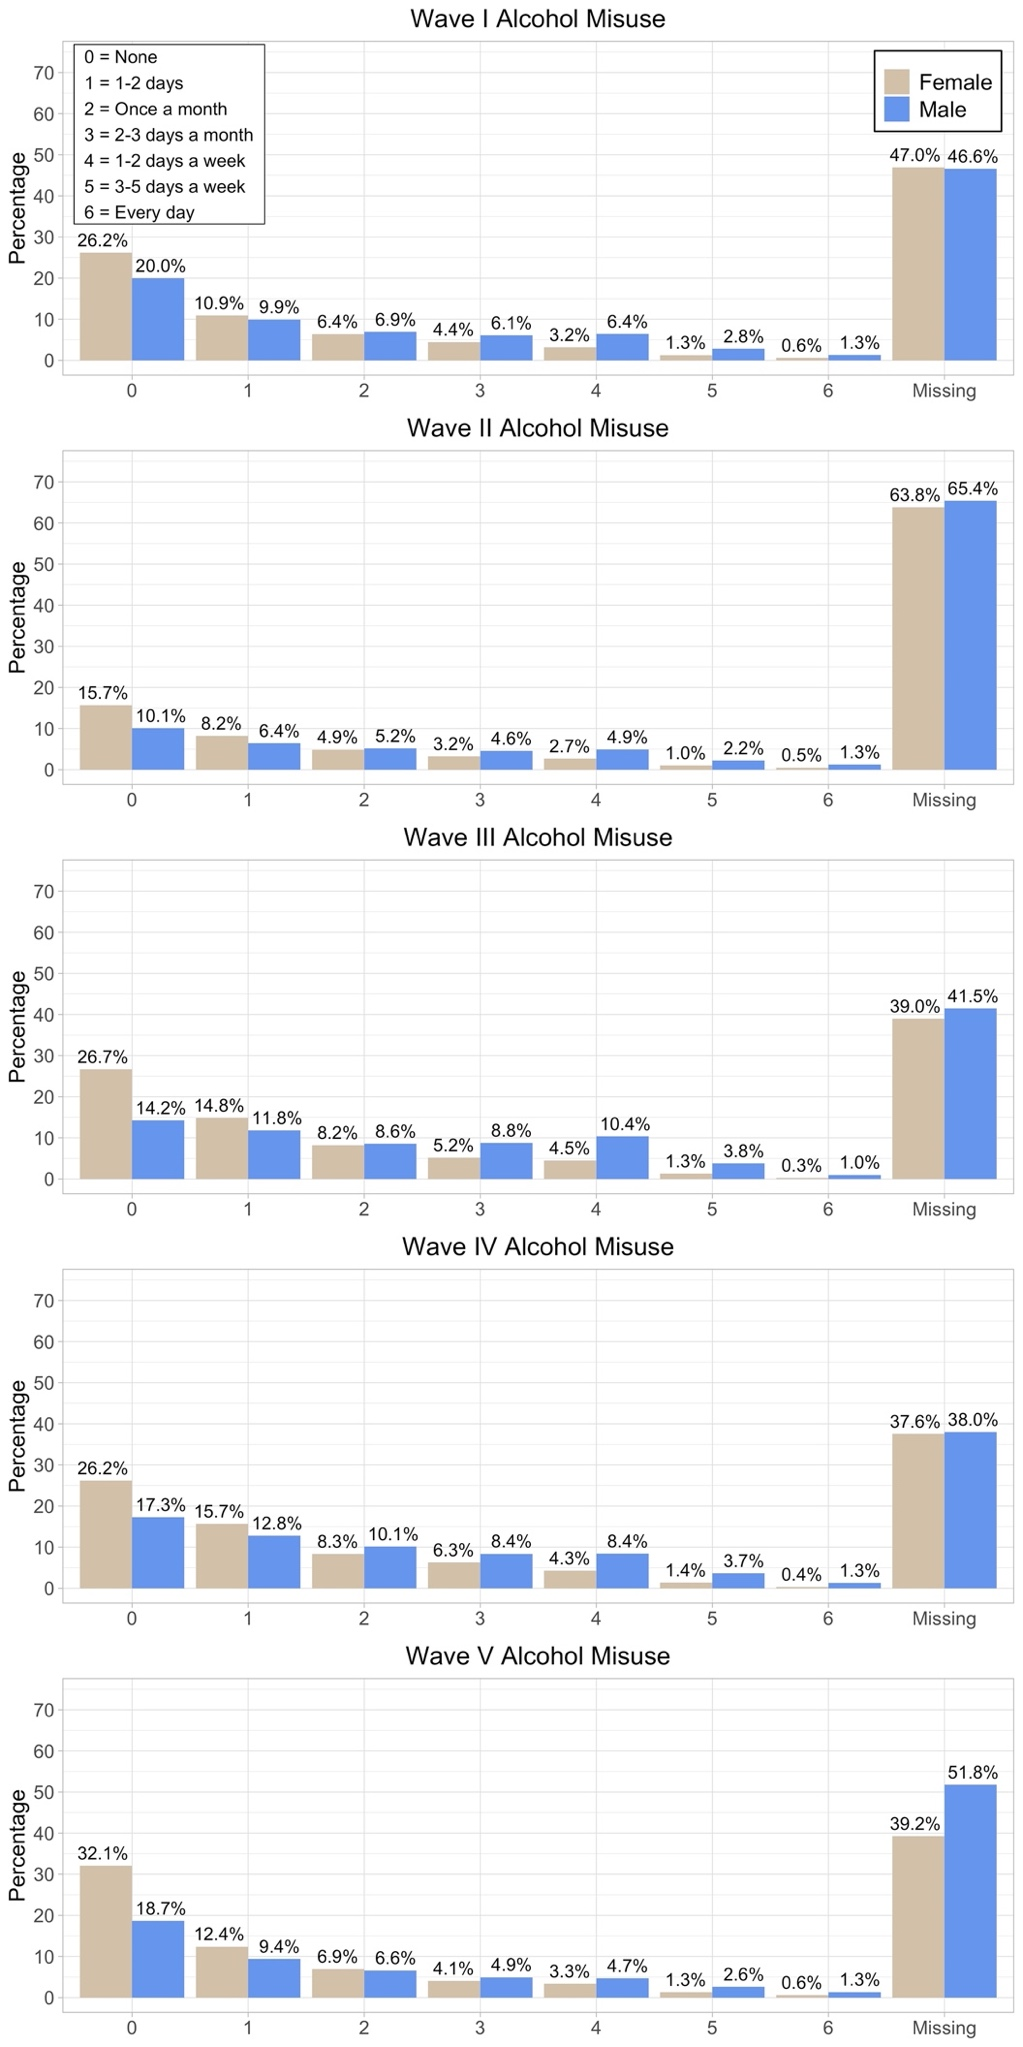 Wave I Alcohol Misuse
0 = None
1 = 1-2 days
2 = Once a month
3 = 2-3 days a month
4 = 1-2 days a week
5 = 3-5 days a week
6 = Every day
Female
Male
Percentage
70
60
50
40
30
20
10
0
26.2% 20.0% 10.9% 9.9% 6.4% 6.9% 4.4% 6.1% 3.2% 6.4% 1.3% 2.8% 0.6% 1.3% 47.0% 46.6%
0 1 2 3 4 5 6 Missing
Wave II Alcohol Misuse
Percentage
70
60
50
40
30
20
10
0
15.7% 10.1% 8.2% 6.4% 4.9% 5.2% 3.2% 4.6% 2.7% 4.9% 1.0% 2.2% 0.5% 1.3% 63.8% 65.4%
0 1 2 3 4 5 6 Missing
Wave III Alcohol Misuse
Percentage
70
60
50
40
30
20
10
0
26.7% 14.2% 14.8% 11.8% 8.2% 8.6% 5.2% 8.8% 4.5% 10.4% 1.3% 3.8% 0.3% 1.0% 39.0% 41.5%
0 1 2 3 4 5 6 Missing
Wave IV Alcohol Misuse
Percentage
70
60
50
40
30
20
10
0
26.2% 17.3% 15.7% 12.8% 8.3% 10.1% 6.3% 8.4% 4.3% 8.4% 1.4% 3.7% 0.4% 1.3% 37.6% 38.0%
0 1 2 3 4 5 6 Missing
Wave V Alcohol Misuse
Percentage
70
60
50
40
30
20
10
0
32.1% 18.7% 12.4% 9.4% 6.9% 6.6% 4.1% 4.9% 3.3% 4.7% 1.3% 2.6% 0.6% 1.3% 39.2% 51.8%
0 1 2 3 4 5 6 Missing